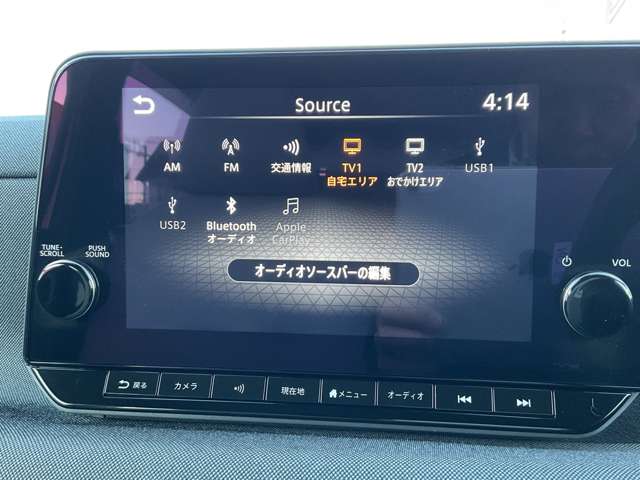 Source
4:14
AM
FM
交通情報
TV1
自宅エリア
TV2
おでかけエリア
USB1
USB2
Bluetooth
オーディオ
Apple
CarPlay
オーディオソースバーの編集
TUNE・
SCROLL
PUSH
SOUND
VOL
戻る
カメラ
現在地
メニュー
オーディオ